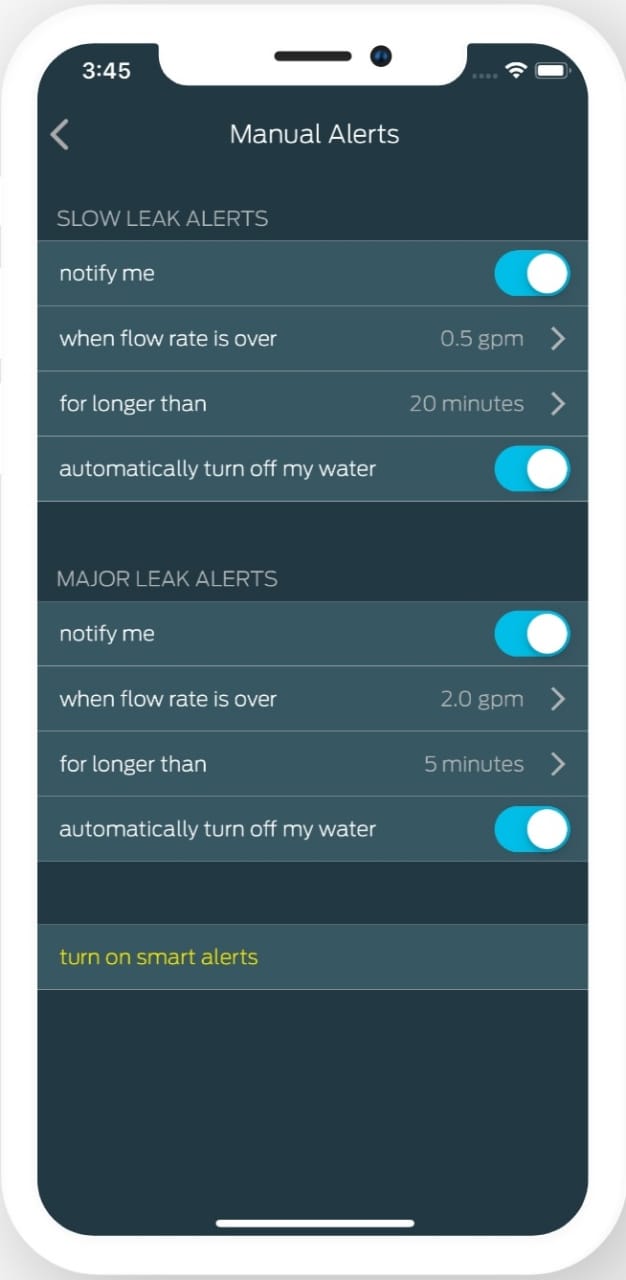 3:45
Manual Alerts
SLOW LEAK ALERTS
notify me
when flow rate is over 0.5 gpm
for longer than 20 minutes
automatically turn off my water
MAJOR LEAK ALERTS
notify me
when flow rate is over 2.0 gpm
for longer than 5 minutes
automatically turn off my water
turn on smart alerts